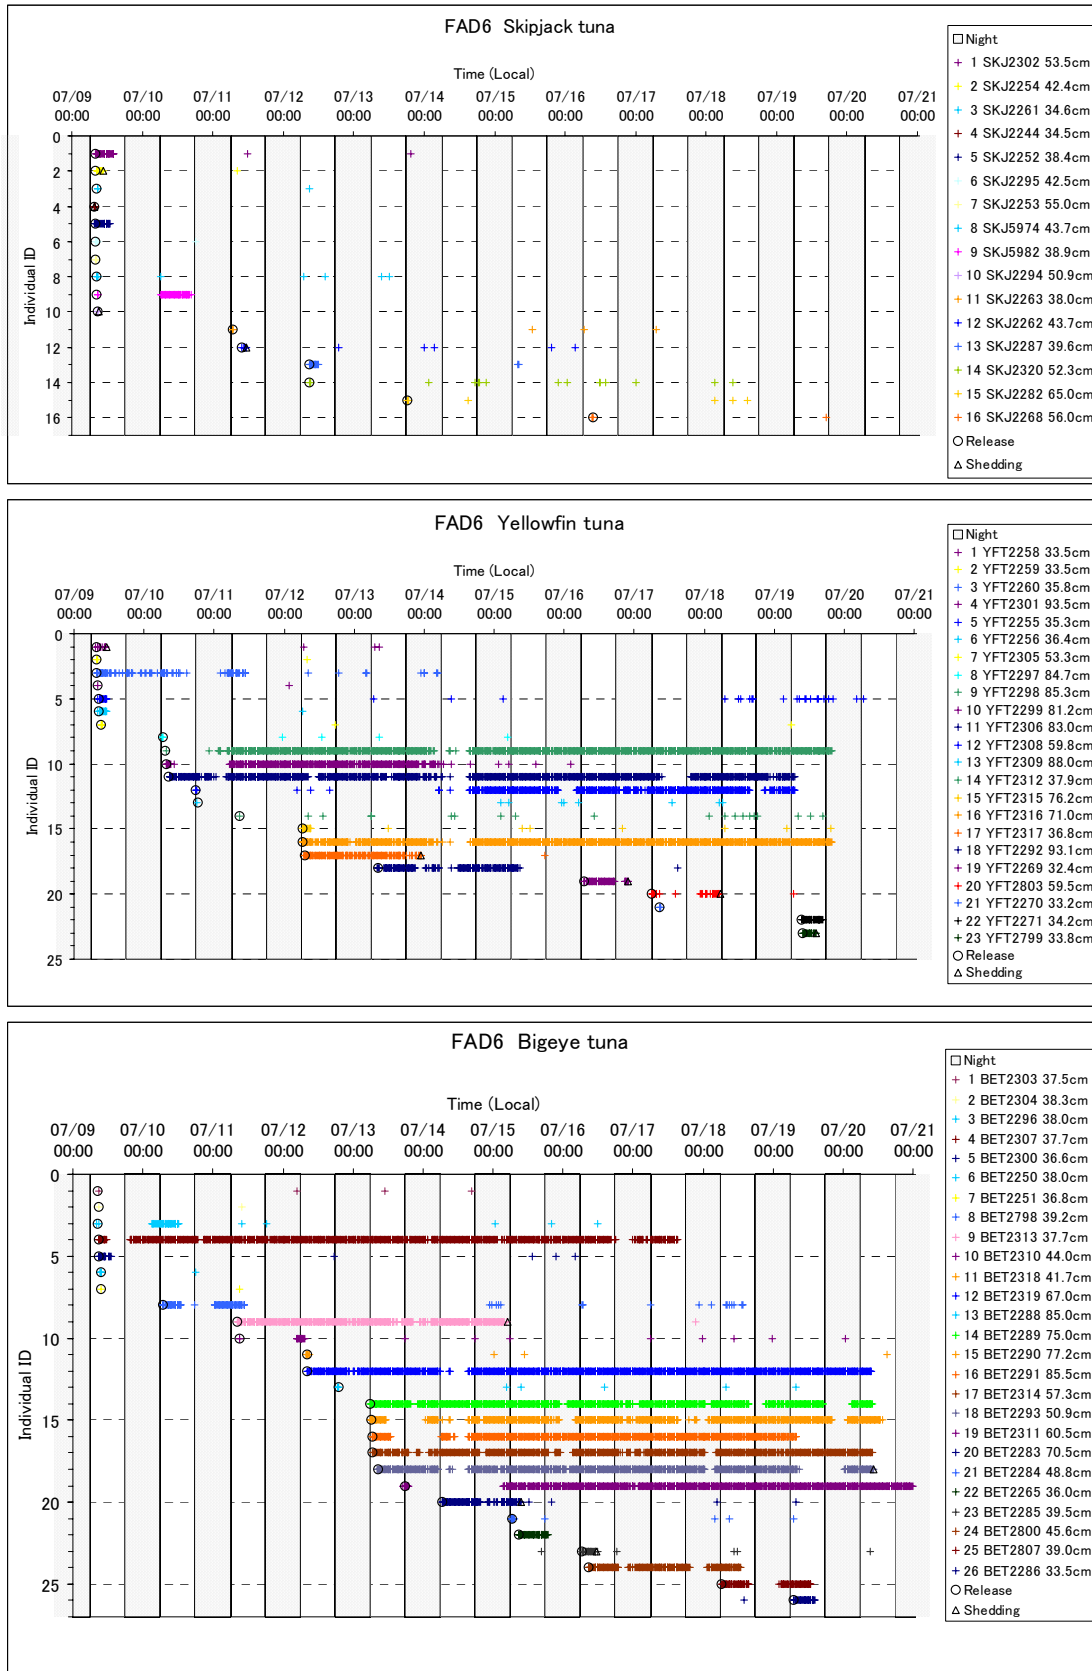 FAD6 Skipjack tuna
Time (Local)
07/09 07/10 07/11 07/12 07/13 07/14 07/15 07/16 07/17 07/18 07/19 07/20 07/21
00:00 00:00 00:00 00:00 00:00 00:00 00:00 00:00 00:00 00:00 00:00 00:00 00:00
Individual ID
0
2
4
6
8
10
12
14
16
Night
1 SKJ2302 53.5cm
2 SKJ2254 42.4cm
3 SKJ2261 34.6cm
4 SKJ2244 34.5cm
5 SKJ2252 38.4cm
6 SKJ2295 42.5cm
7 SKJ2253 55.0cm
8 SKJ5974 43.7cm
9 SKJ5982 38.9cm
10 SKJ2294 50.9cm
11 SKJ2263 38.0cm
12 SKJ2262 43.7cm
13 SKJ2287 39.6cm
14 SKJ2320 52.3cm
15 SKJ2282 65.0cm
16 SKJ2268 56.0cm
Release
Shedding
FAD6 Yellowfin tuna
Time (Local)
07/09 07/10 07/11 07/12 07/13 07/14 07/15 07/16 07/17 07/18 07/19 07/20 07/21
00:00 00:00 00:00 00:00 00:00 00:00 00:00 00:00 00:00 00:00 00:00 00:00 00:00
Individual ID
0
5
10
15
20
25
Night
1 YFT2258 33.5cm
2 YFT2259 33.5cm
3 YFT2260 35.8cm
4 YFT2301 93.5cm
5 YFT2255 35.3cm
6 YFT2256 36.4cm
7 YFT2305 53.3cm
8 YFT2297 84.7cm
9 YFT2298 85.3cm
10 YFT2299 81.2cm
11 YFT2306 83.0cm
12 YFT2308 59.8cm
13 YFT2309 88.0cm
14 YFT2312 37.9cm
15 YFT2315 76.2cm
16 YFT2316 71.0cm
17 YFT2317 36.8cm
18 YFT2292 93.1cm
19 YFT2269 32.4cm
20 YFT2803 59.5cm
21 YFT2270 33.2cm
22 YFT2271 34.2cm
23 YFT2799 33.8cm
Release
Shedding
FAD6 Bigeye tuna
Time (Local)
07/09 07/10 07/11 07/12 07/13 07/14 07/15 07/16 07/17 07/18 07/19 07/20 07/21
00:00 00:00 00:00 00:00 00:00 00:00 00:00 00:00 00:00 00:00 00:00 00:00 00:00
Individual ID
0
5
10
15
20
25
Night
1 BET2303 37.5cm
2 BET2304 38.3cm
3 BET2296 38.0cm
4 BET2307 37.7cm
5 BET2300 36.6cm
6 BET2250 38.0cm
7 BET2251 36.8cm
8 BET2798 39.2cm
9 BET2313 37.7cm
10 BET2310 44.0cm
11 BET2318 41.7cm
12 BET2319 67.0cm
13 BET2288 85.0cm
14 BET2289 75.0cm
15 BET2290 77.2cm
16 BET2291 85.5cm
17 BET2314 57.3cm
18 BET2293 50.9cm
19 BET2311 60.5cm
20 BET2283 70.5cm
21 BET2284 48.8cm
22 BET2265 36.0cm
23 BET2285 39.5cm
24 BET2800 45.6cm
25 BET2807 39.0cm
26 BET2286 33.5cm
Release
Shedding